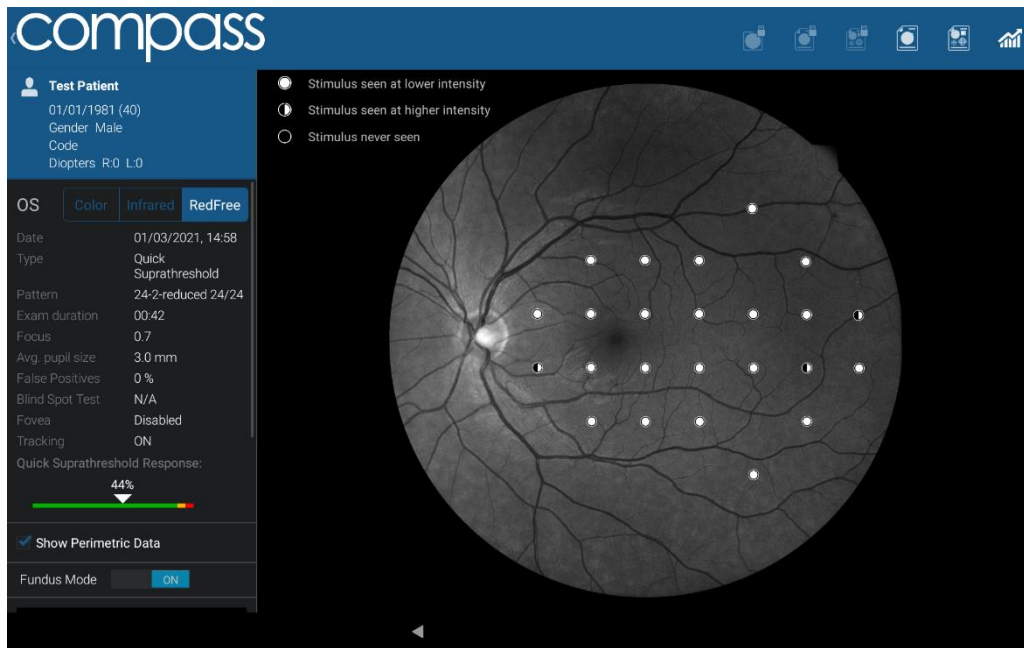 compass
Test Patient
01/01/1981 (40)
Gender Male
Code
Diopters R:0 L:0
Stimulus seen at lower intensity
Stimulus seen at higher intensity
Stimulus never seen
OS Color Infrared RedFree
Date 01/03/2021, 14:58
Type Quick
Suprathreshold
Pattern 24-2-reduced 24/24
Exam duration 00:42
Focus 0.7
Avg. pupil size 3.0 mm
False Positives 0 %
Blind Spot Test N/A
Fovea Disabled
Tracking ON
Quick Suprathreshold Response:
44%
Show Perimetric Data
Fundus Mode ON